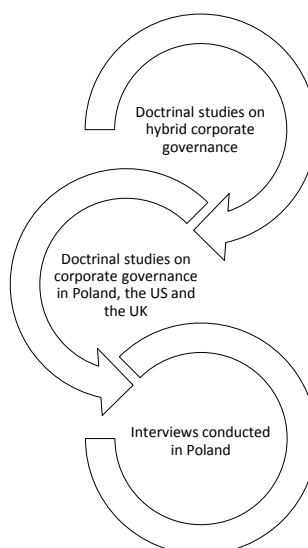 Doctrinal studies on
hybrid corporate
governance
Doctrinal studies on
corporate governance
in Poland, the US and
the UK
Interviews conducted
in Poland